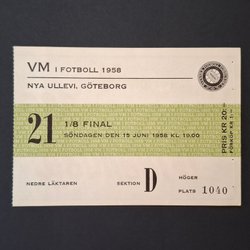 VM I FOTBOLL 1958
NYA ULLEVI, GÖTEBORG
21
1/8 FINAL
SÖNDAGEN DEN 15 JUNI 1958 KL. 19.00
PRIS KR 20:-
NEDRE LÄKTAREN
SEKTION D
HÖGER
PLATS 1040